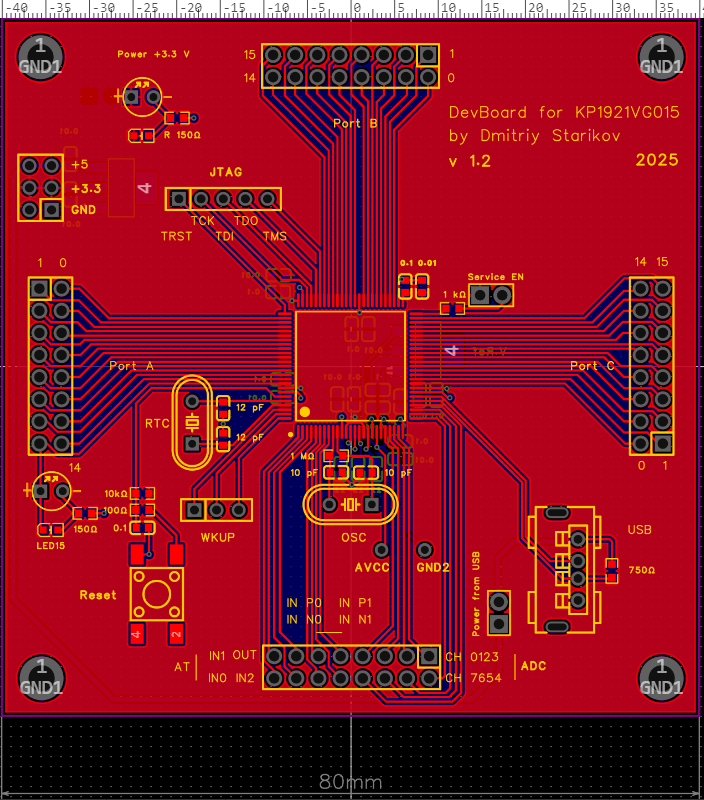 -40 -35 -30 -25 -20 -15 -10 -5 0 5 10 15 20 25 30 35 40
1
GND1
Power +3.3 V
15 1
14 0
1
GND1
+ -
R 150Ω
Port B
DevBoard for KP1921VG015
by Dmitriy Starikov
v 1.2 2025
+5
+3.3
GND
4
JTAG
TCK TDO
TRST TDI TMS
1 0
0.1 0.01
Service EN
1 kΩ
14 15
4
Port A
Port C
RTC
12 pF
12 pF
14
0 1
1 MΩ
10 pF 10 pF
+ -
10kΩ
100Ω
0.1
150Ω
LED15
WKUP
OSC
USB
AVCC GND2
750Ω
Power from USB
Reset
4 2
IN P0 IN P1
IN N0 IN N1
AT
IN1 OUT
IN0 IN2
CH 0123
CH 7654
ADC
1
GND1
1
GND1
80mm